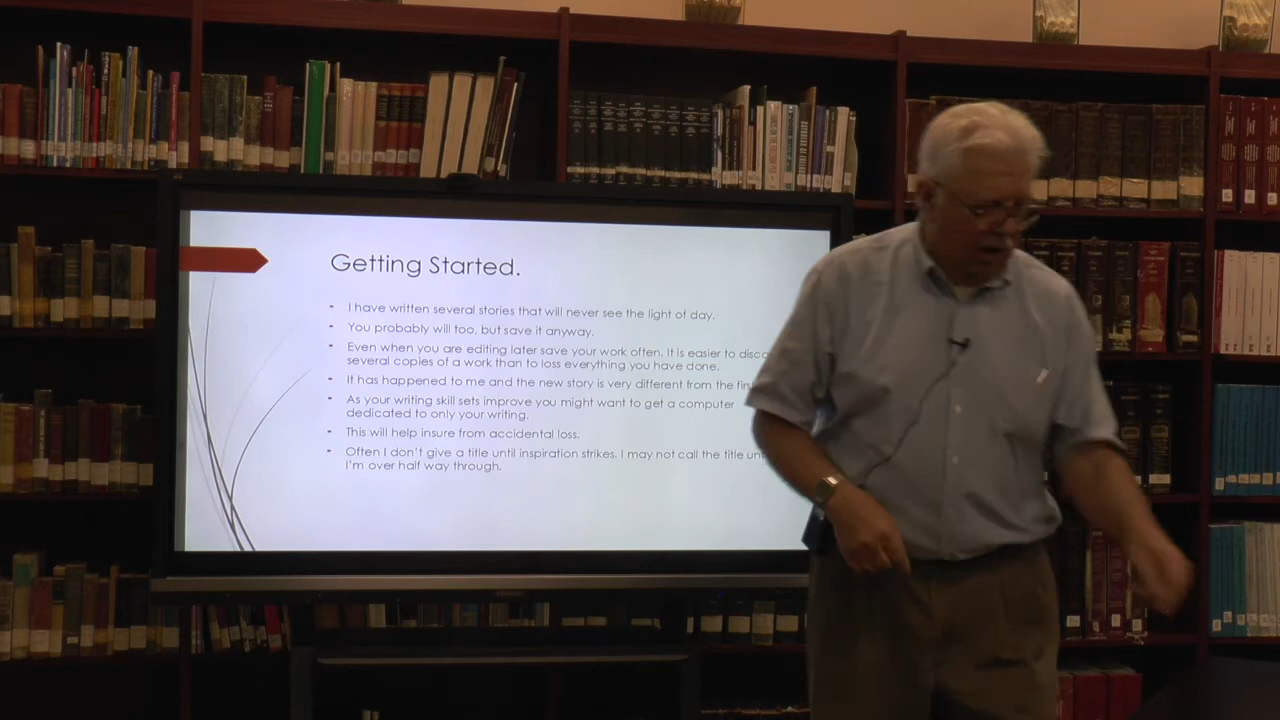 Getting Started.
- I have written several stories that will never see the light of day.
- You probably will too, but save it anyway.
- Even when you are editing later save your work often. It is easier to disca
several copies of a work than to loss everything you have done.
- It has happened to me and the new story is very different from the fir
- As your writing skill sets improve you might want to get a computer
dedicated to only your writing.
- This will help insure from accidental loss.
- Often I don't give a title until inspiration strikes. I may not call the title unt
I'm over half way through.